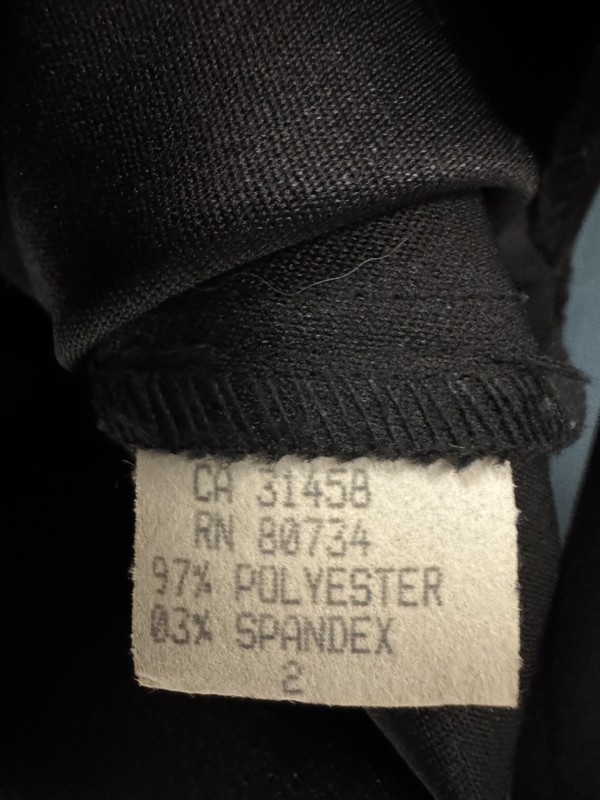 CA 31458
RN 80734
97% POLYESTER
03% SPANDEX
2